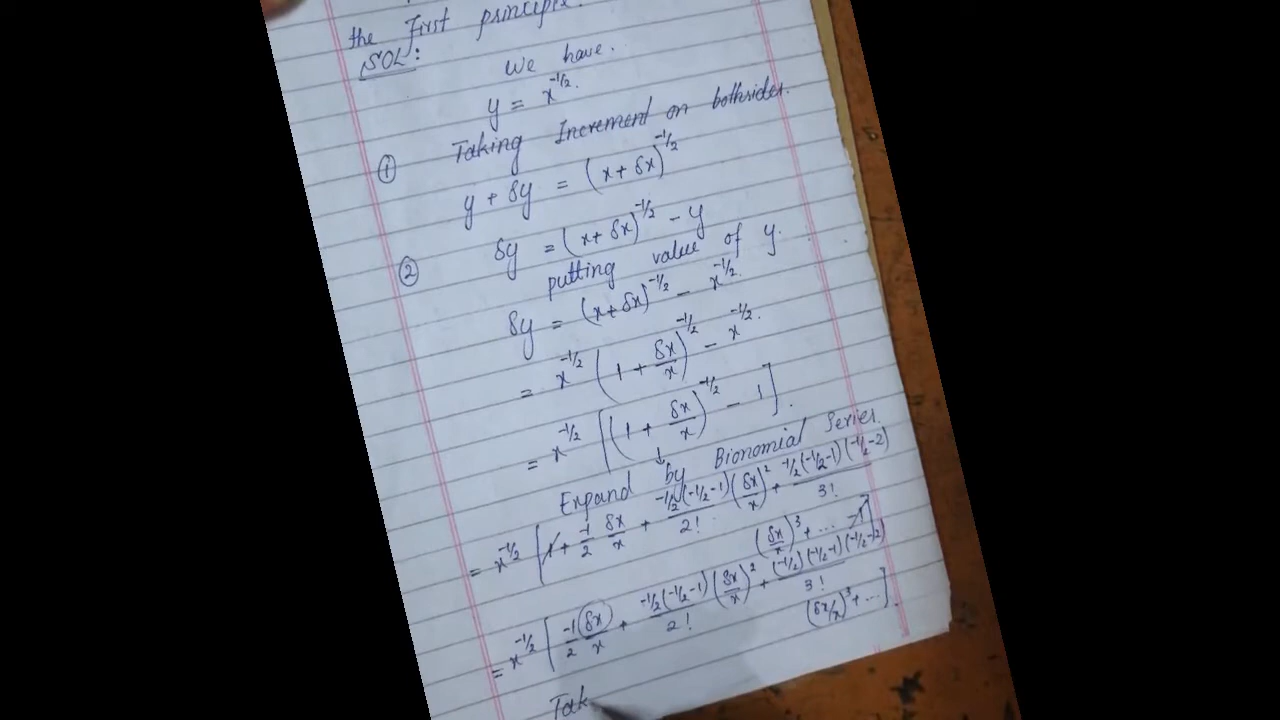 the First principle.
SOL:
We have.
y = x^{-1/2}.
① Taking Increment on bothsides.
y + δy = (x + δx)^{-1/2}
② δy = (x + δx)^{-1/2} - y
putting value of y.
δy = (x + δx)^{-1/2} - x^{-1/2}.
= x^{-1/2} (1 + δx/x)^{-1/2} - x^{-1/2}.
= x^{-1/2} [(1 + δx/x)^{-1/2} - 1].
↓
Expand by Bionomial Series.
= x^{-1/2} [1 + -1/2 δx/x + -1/2(-1/2-1)/2! (δx/x)^2 + -1/2(-1/2-1)(-1/2-2)/3!
(δx/x)^3 + ... -1]
= x^{-1/2} [-1/2 (δx)/x + -1/2(-1/2-1)/2! (δx/x)^2 + (-1/2)(-1/2-1)(-1/2-2)/3!
(δx/x)^3 + ...].
Tak